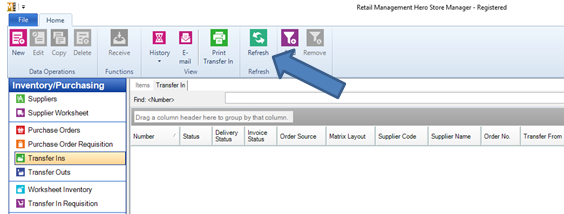 Retail Management Hero Store Manager - Registered
File Home
New Edit Copy Delete Receive History E-mail Print Transfer In Refresh Remove
Data Operations Functions View Refresh
Inventory/Purchasing
Suppliers
Supplier Worksheet
Purchase Orders
Purchase Order Requisition
Transfer Ins
Transfer Outs
Worksheet Inventory
Transfer In Requisition
Items Transfer In
Find: <Number>
Drag a column header here to group by that column.
Number Status Delivery Status Invoice Status Order Source Matrix Layout Supplier Code Supplier Name Order No. Transfer From